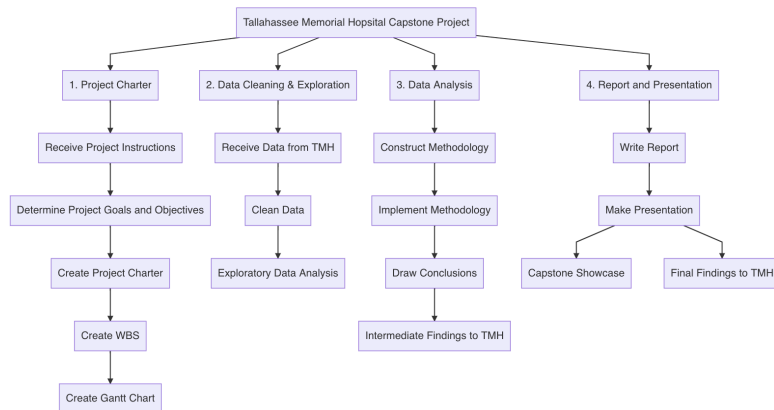 Tallahassee Memorial Hopsital Capstone Project
1. Project Charter
2. Data Cleaning & Exploration
3. Data Analysis
4. Report and Presentation
Receive Project Instructions
Receive Data from TMH
Construct Methodology
Write Report
Determine Project Goals and Objectives
Clean Data
Implement Methodology
Make Presentation
Create Project Charter
Exploratory Data Analysis
Draw Conclusions
Capstone Showcase
Final Findings to TMH
Create WBS
Intermediate Findings to TMH
Create Gantt Chart